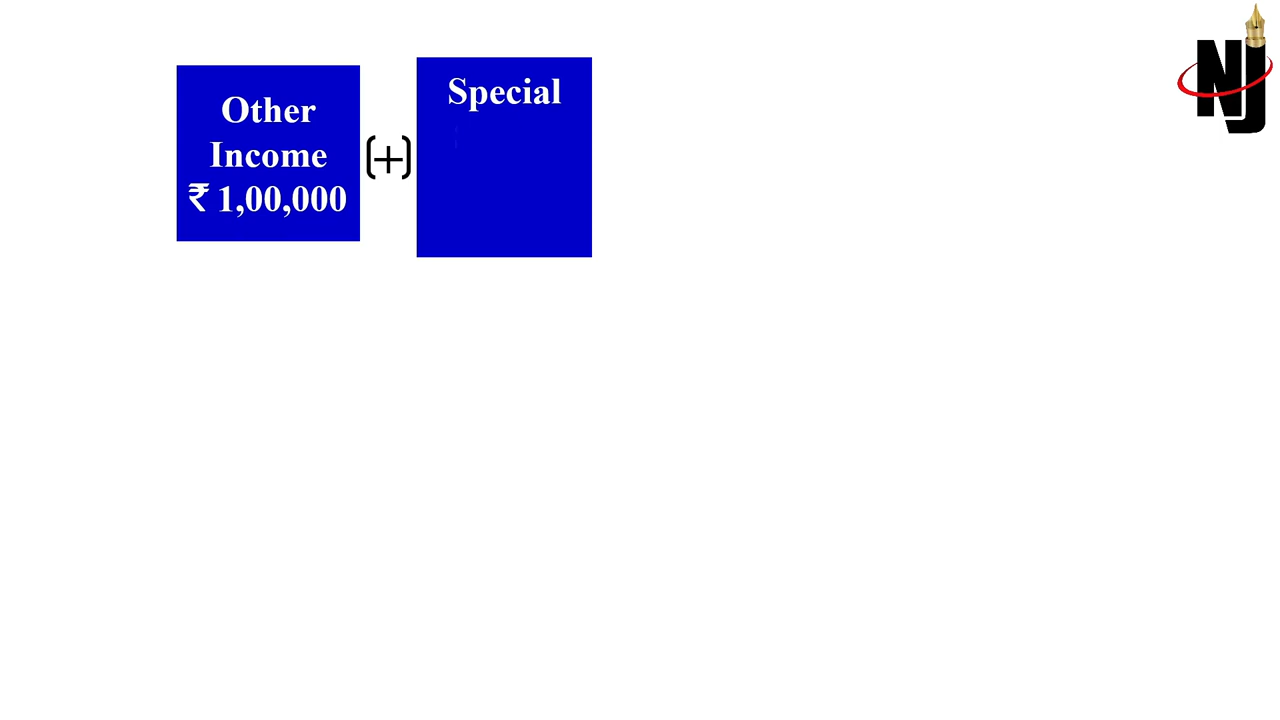 Other
Income
₹ 1,00,000
(+)
Special
NJ